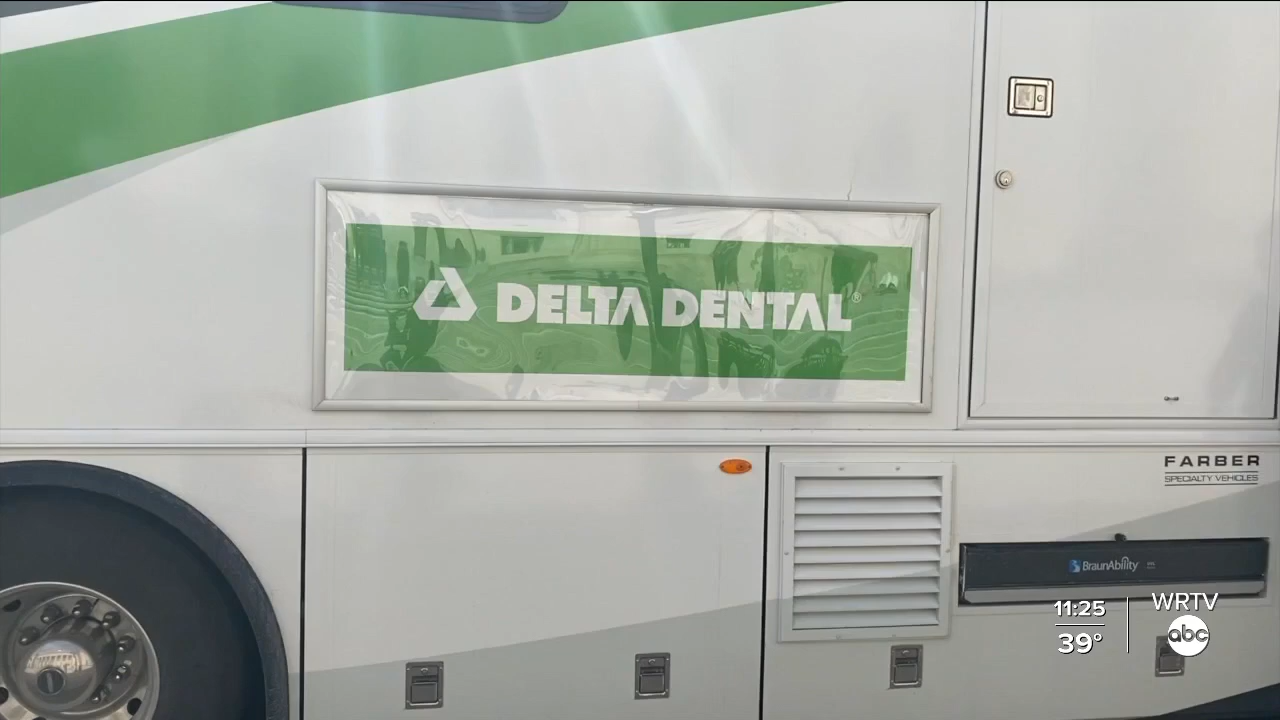 DELTA DENTAL®
FARBER
SPECIALTY VEHICLES
BraunAbility
11:25
39°
WRTV
abc